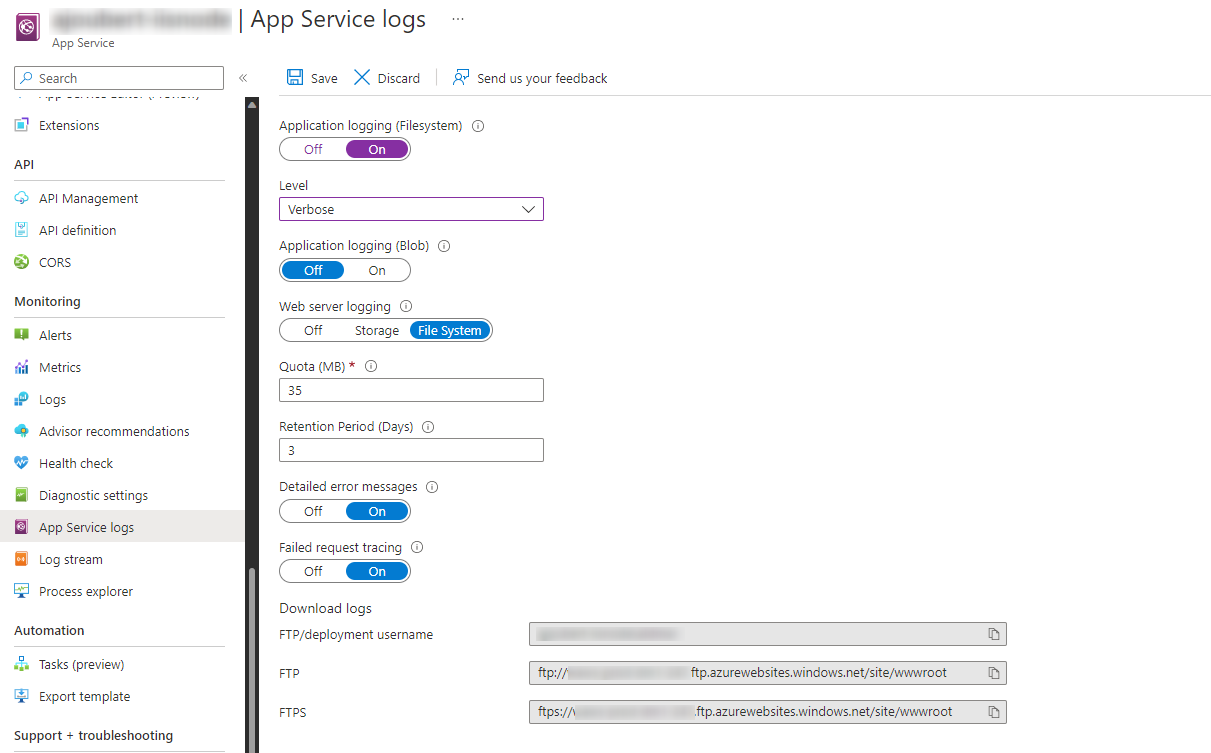 | App Service logs ...
App Service
Search
«
Save
Discard
Send us your feedback
Extensions
API
API Management
API definition
CORS
Monitoring
Alerts
Metrics
Logs
Advisor recommendations
Health check
Diagnostic settings
App Service logs
Log stream
Process explorer
Automation
Tasks (preview)
Export template
Support + troubleshooting
Application logging (Filesystem)
Off On
Level
Verbose
Application logging (Blob)
Off On
Web server logging
Off Storage File System
Quota (MB) *
35
Retention Period (Days)
3
Detailed error messages
Off On
Failed request tracing
Off On
Download logs
FTP/deployment username
FTP
ftp:// ftp.azurewebsites.windows.net/site/wwwroot
FTPS
ftps:// .ftp.azurewebsites.windows.net/site/wwwroot